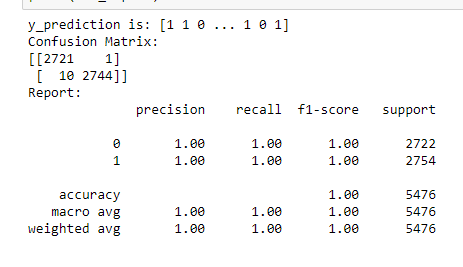 y_prediction is: [1 1 0 ... 1 0 1]
Confusion Matrix:
[[2721    1]
 [  10 2744]]
Report:
              precision    recall  f1-score   support

           0       1.00      1.00      1.00      2722
           1       1.00      1.00      1.00      2754

    accuracy                           1.00      5476
   macro avg       1.00      1.00      1.00      5476
weighted avg       1.00      1.00      1.00      5476